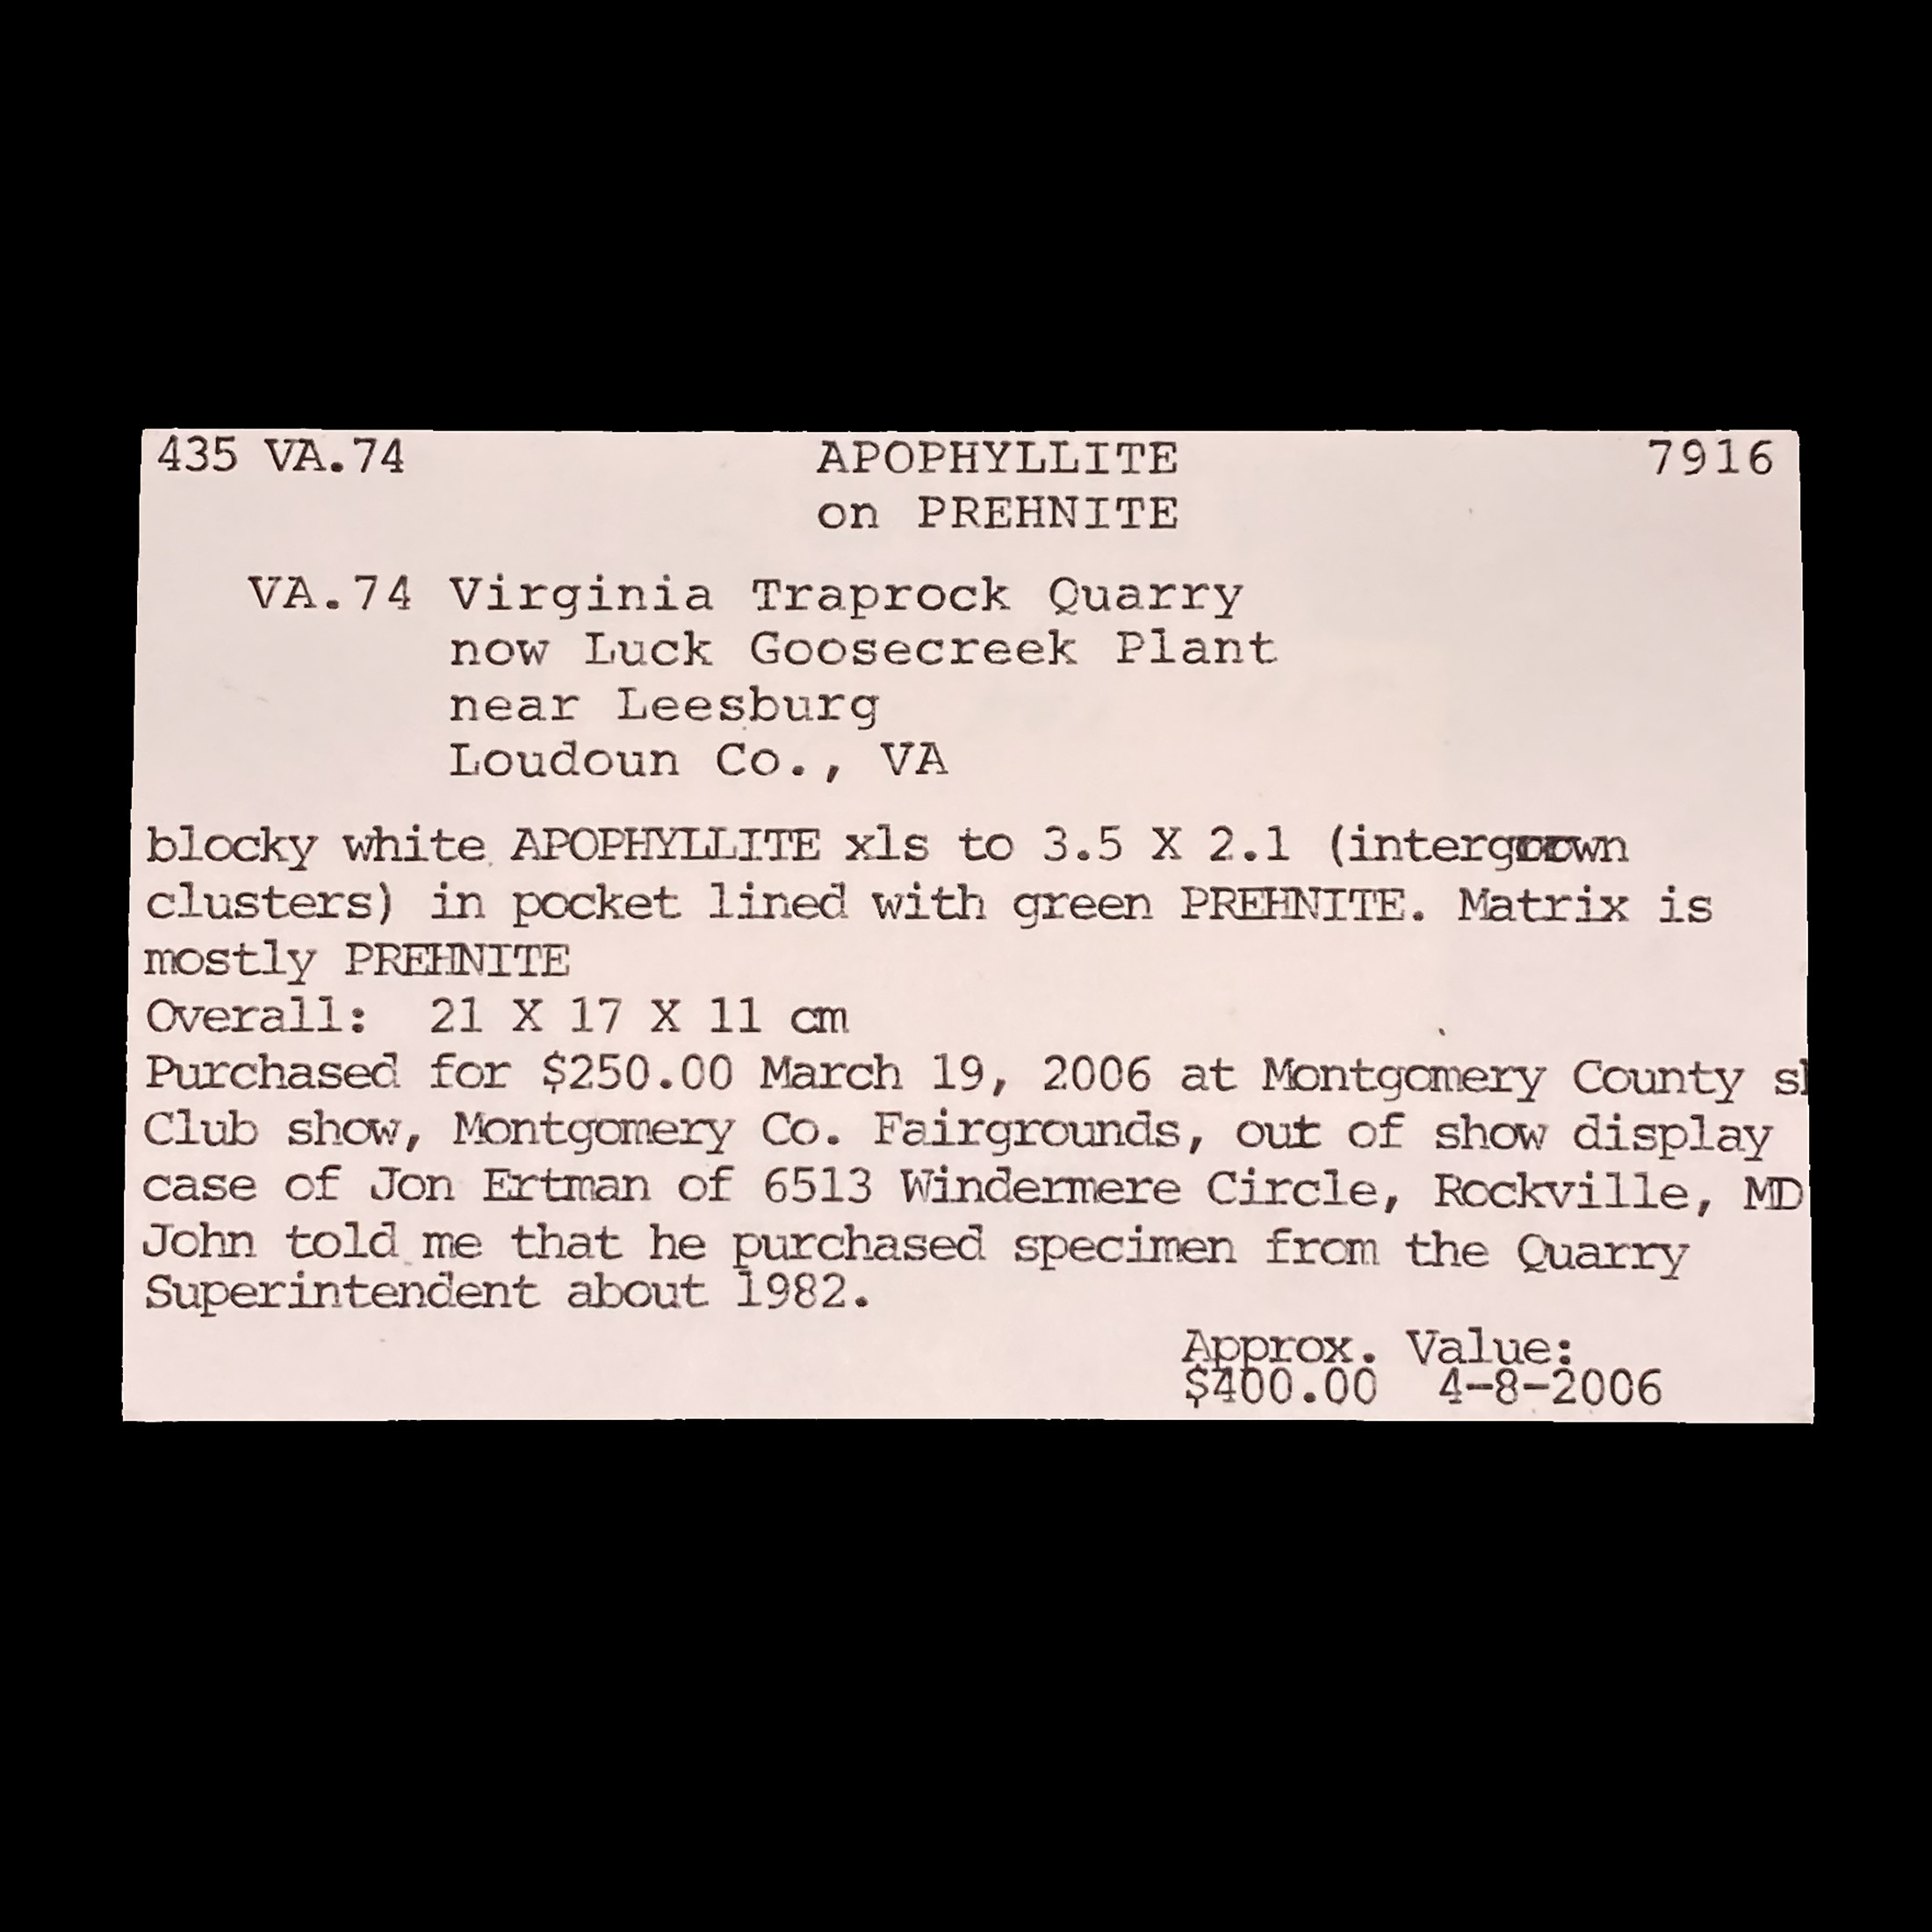 435 VA.74 APOPHYLLITE 7916
on PREHNITE
VA.74 Virginia Traprock Quarry
now Luck Goosecreek Plant
near Leesburg
Loudoun Co., VA
blocky white APOPHYLLITE xls to 3.5 X 2.1 (intergrown
clusters) in pocket lined with green PREHNITE. Matrix is
mostly PREHNITE
Overall: 21 X 17 X 11 cm
Purchased for $250.00 March 19, 2006 at Montgomery County
Club show, Montgomery Co. Fairgrounds, out of show display
case of Jon Ertman of 6513 Windermere Circle, Rockville, MD
John told me that he purchased specimen from the Quarry
Superintendent about 1982.
Approx. Value:
$400.00 4-8-2006